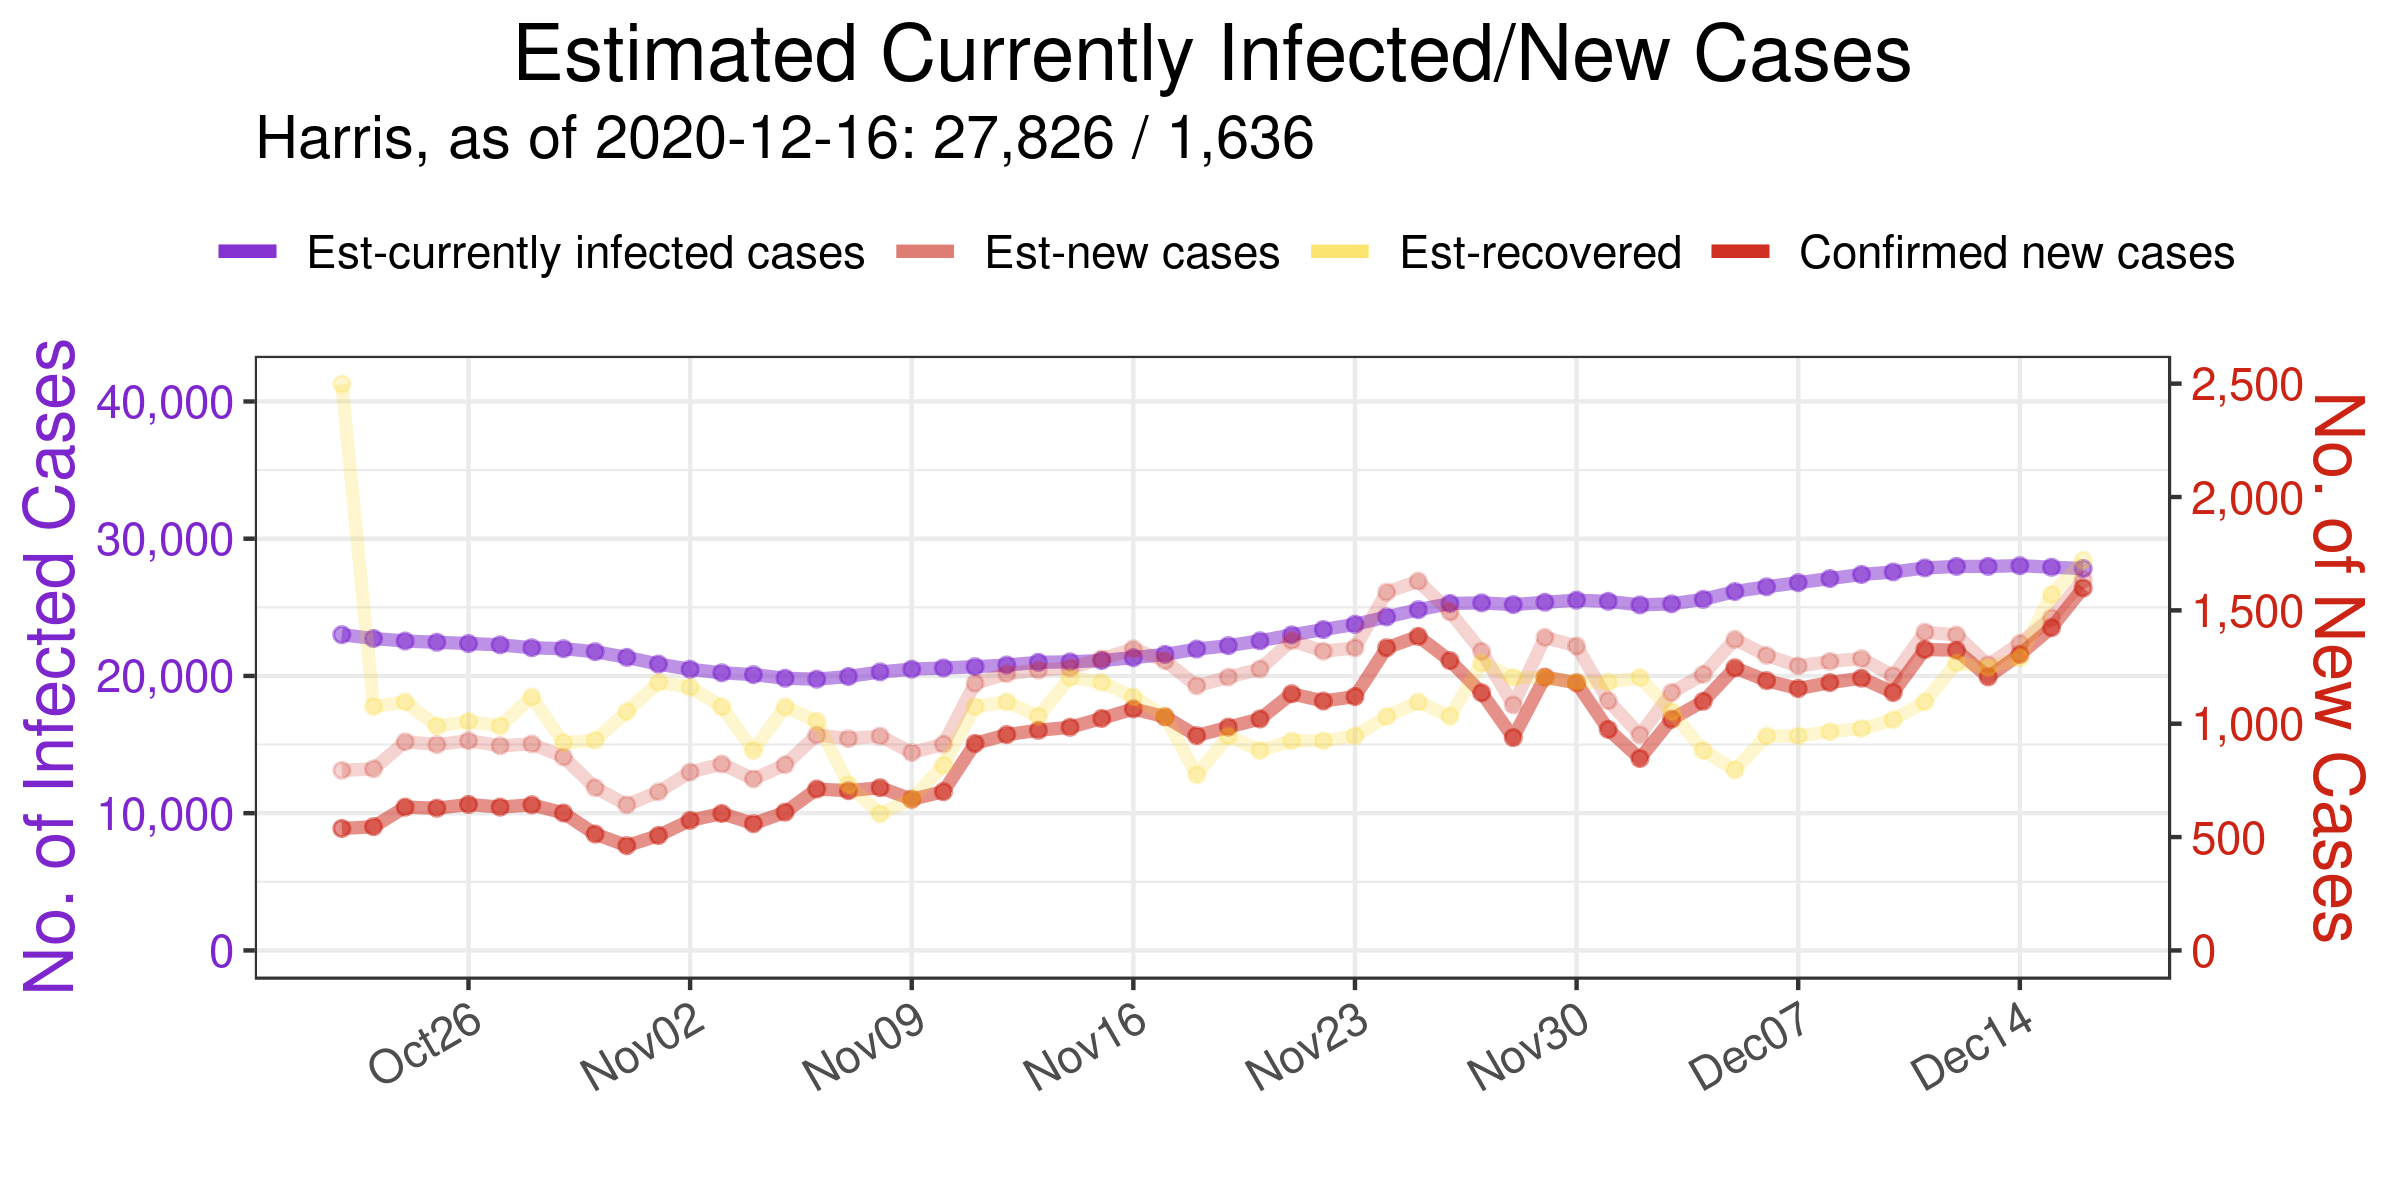 Estimated Currently Infected/New Cases
Harris, as of 2020-12-16: 27,826 / 1,636
Est-currently infected cases Est-new cases Est-recovered Confirmed new cases
No. of Infected Cases
40,000
30,000
20,000
10,000
0
2,500
2,000
1,500
1,000
500
0
No. of New Cases
Oct26 Nov02 Nov09 Nov16 Nov23 Nov30 Dec07 Dec14